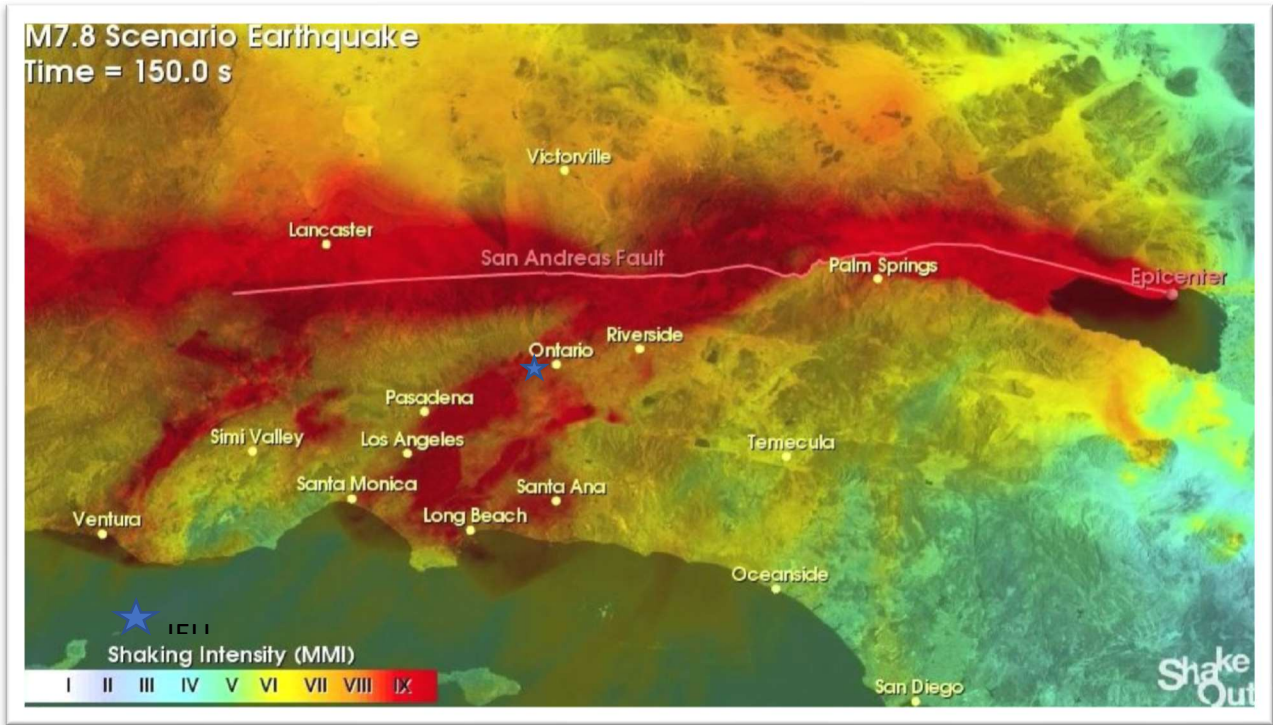 M7.8 Scenario Earthquake
Time = 150.0 s
Victorville
Lancaster
San Andreas Fault
Palm Springs
Epicenter
Riverside
Ontario
Pasadena
Simi Valley
Los Angeles
Temecula
Santa Monica
Santa Ana
Long Beach
Ventura
Oceanside
Shaking Intensity (MMI)
I II III IV V VI VII VIII IX
San Diego
Shake
Out